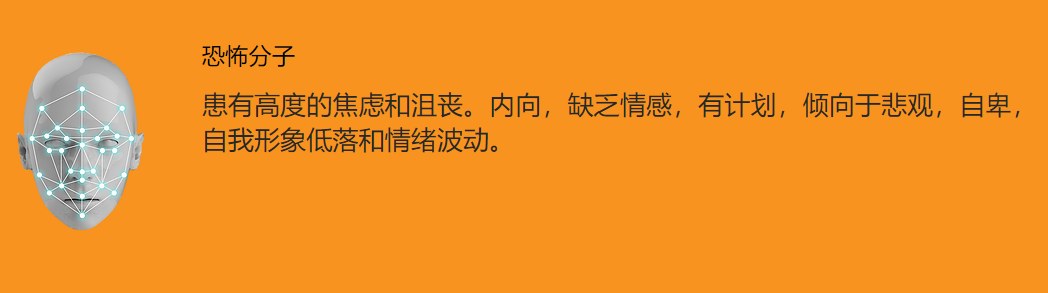 恐怖分子
患有高度的焦虑和沮丧。内向，缺乏情感，有计划，倾向于悲观，自卑，
自我形象低落和情绪波动。